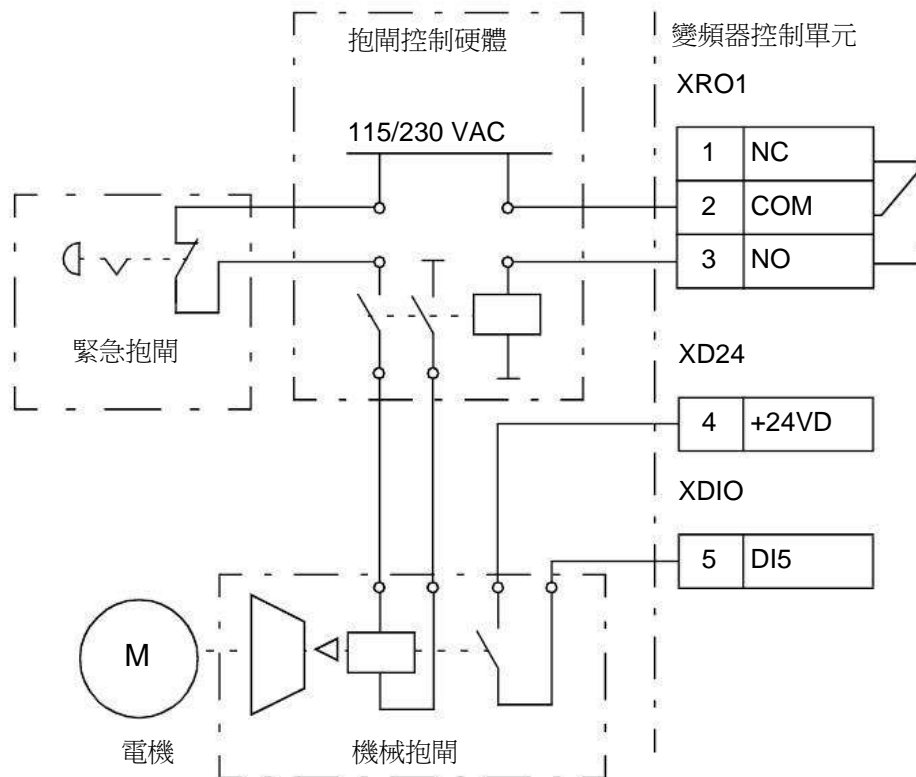 抱閘控制硬體
變頻器控制單元
XRO1
115/230 VAC
1 NC
2 COM
3 NO
緊急抱閘
XD24
4 +24VD
XDIO
5 DI5
M
電機
機械抱閘